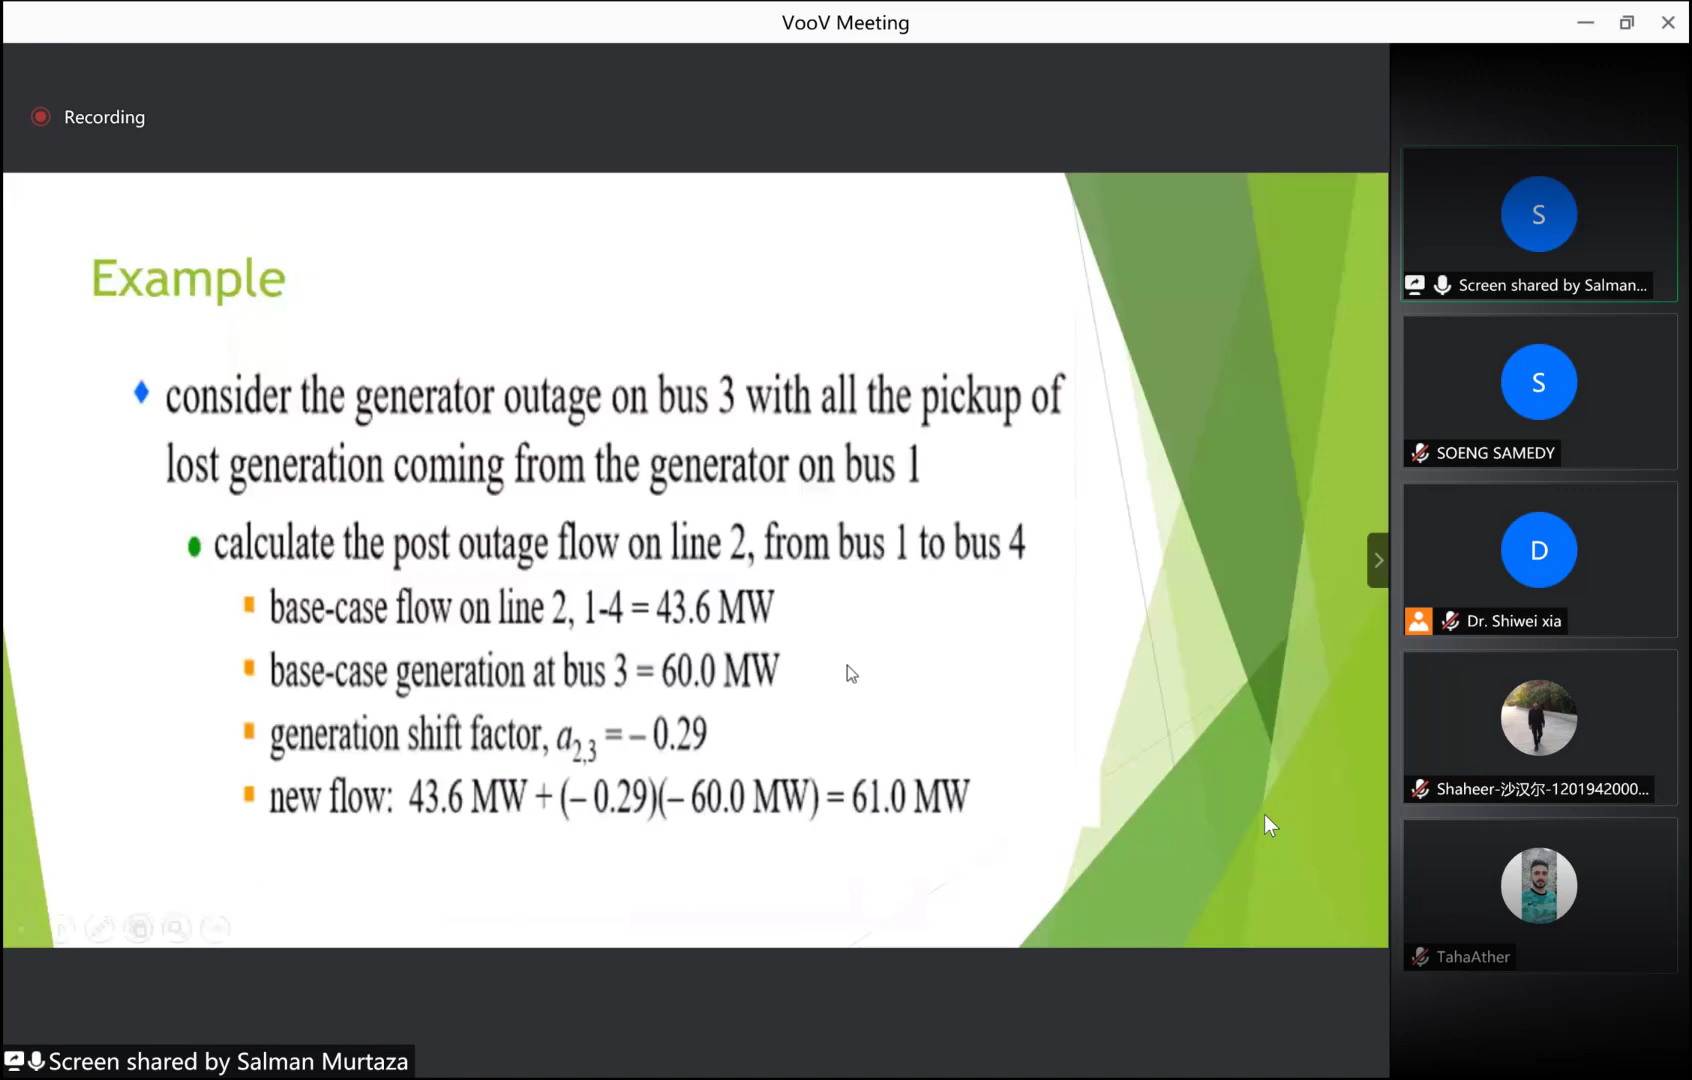 VooV Meeting
Recording
Example
consider the generator outage on bus 3 with all the pickup of
lost generation coming from the generator on bus 1
calculate the post outage flow on line 2, from bus 1 to bus 4
base-case flow on line 2, 1-4 = 43.6 MW
base-case generation at bus 3 = 60.0 MW
generation shift factor, a2,3 = – 0.29
new flow: 43.6 MW + (– 0.29)(– 60.0 MW) = 61.0 MW
Screen shared by Salman Murtaza
S
Screen shared by Salman...
S
SOENG SAMEDY
D
Dr. Shiwei xia
Shaheer-沙汉尔-1201942000...
TahaAther